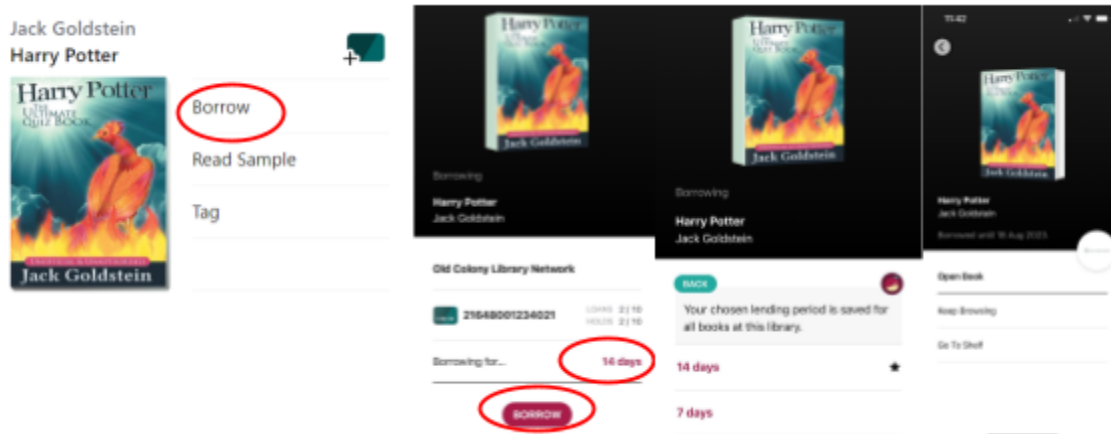 Jack Goldstein
Harry Potter
Harry Potter
THE
ULTIMATE
QUIZ BOOK
Jack Goldstein
Borrow
Read Sample
Tag
Harry Potter
Jack Goldstein
Borrowing
Harry Potter
Jack Goldstein
Old Colony Library Network
21648001234021
LOANS 2 | 10
HOLDS 2 | 10
Borrowing for...
14 days
BORROW
Harry Potter
Jack Goldstein
Borrowing
Harry Potter
Jack Goldstein
BACK
Your chosen lending period is saved for
all books at this library.
14 days
7 days
11:42
Harry Potter
Jack Goldstein
Harry Potter
Jack Goldstein
Borrowed until 18 Aug 2023.
Open Book
Keep Browsing
Go To Shelf